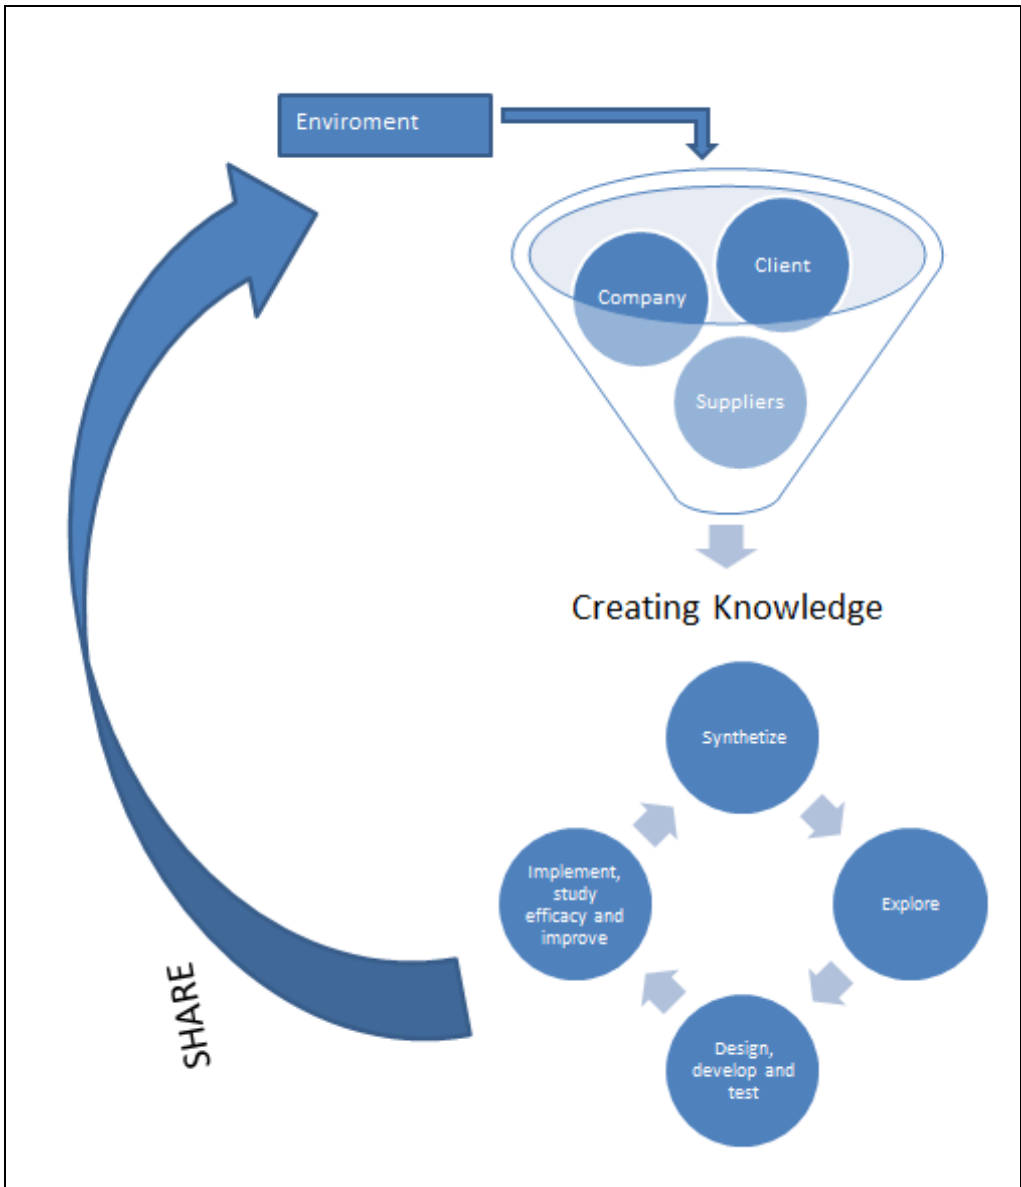 Enviroment
Client
Company
Suppliers
Creating Knowledge
Synthetize
Explore
Design,
develop and
test
Implement,
study
efficacy and
improve
SHARE